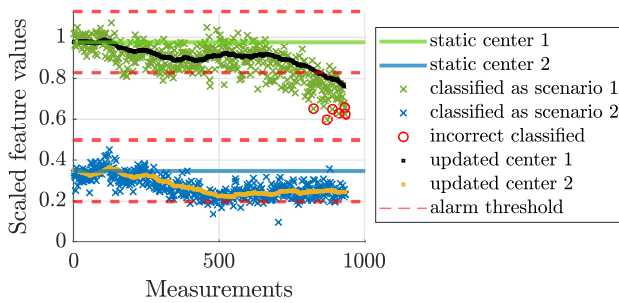 Scaled feature values
1
0.8
0.6
0.4
0.2
0
0
500
1000
Measurements
static center 1
static center 2
classified as scenario 1
classified as scenario 2
incorrect classified
updated center 1
updated center 2
alarm threshold